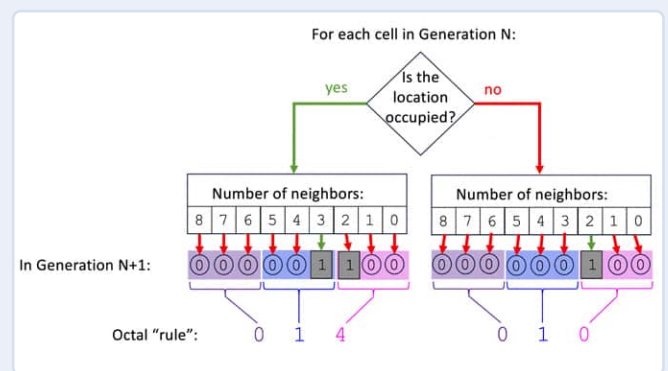 For each cell in Generation N:
Is the
location
occupied?
yes
no
Number of neighbors:
8 7 6 5 4 3 2 1 0
Number of neighbors:
8 7 6 5 4 3 2 1 0
In Generation N+1:
0 0 0 0 0 1 1 0 0
0 0 0 0 0 0 1 0 0
Octal “rule”:
0 1 4
0 1 0